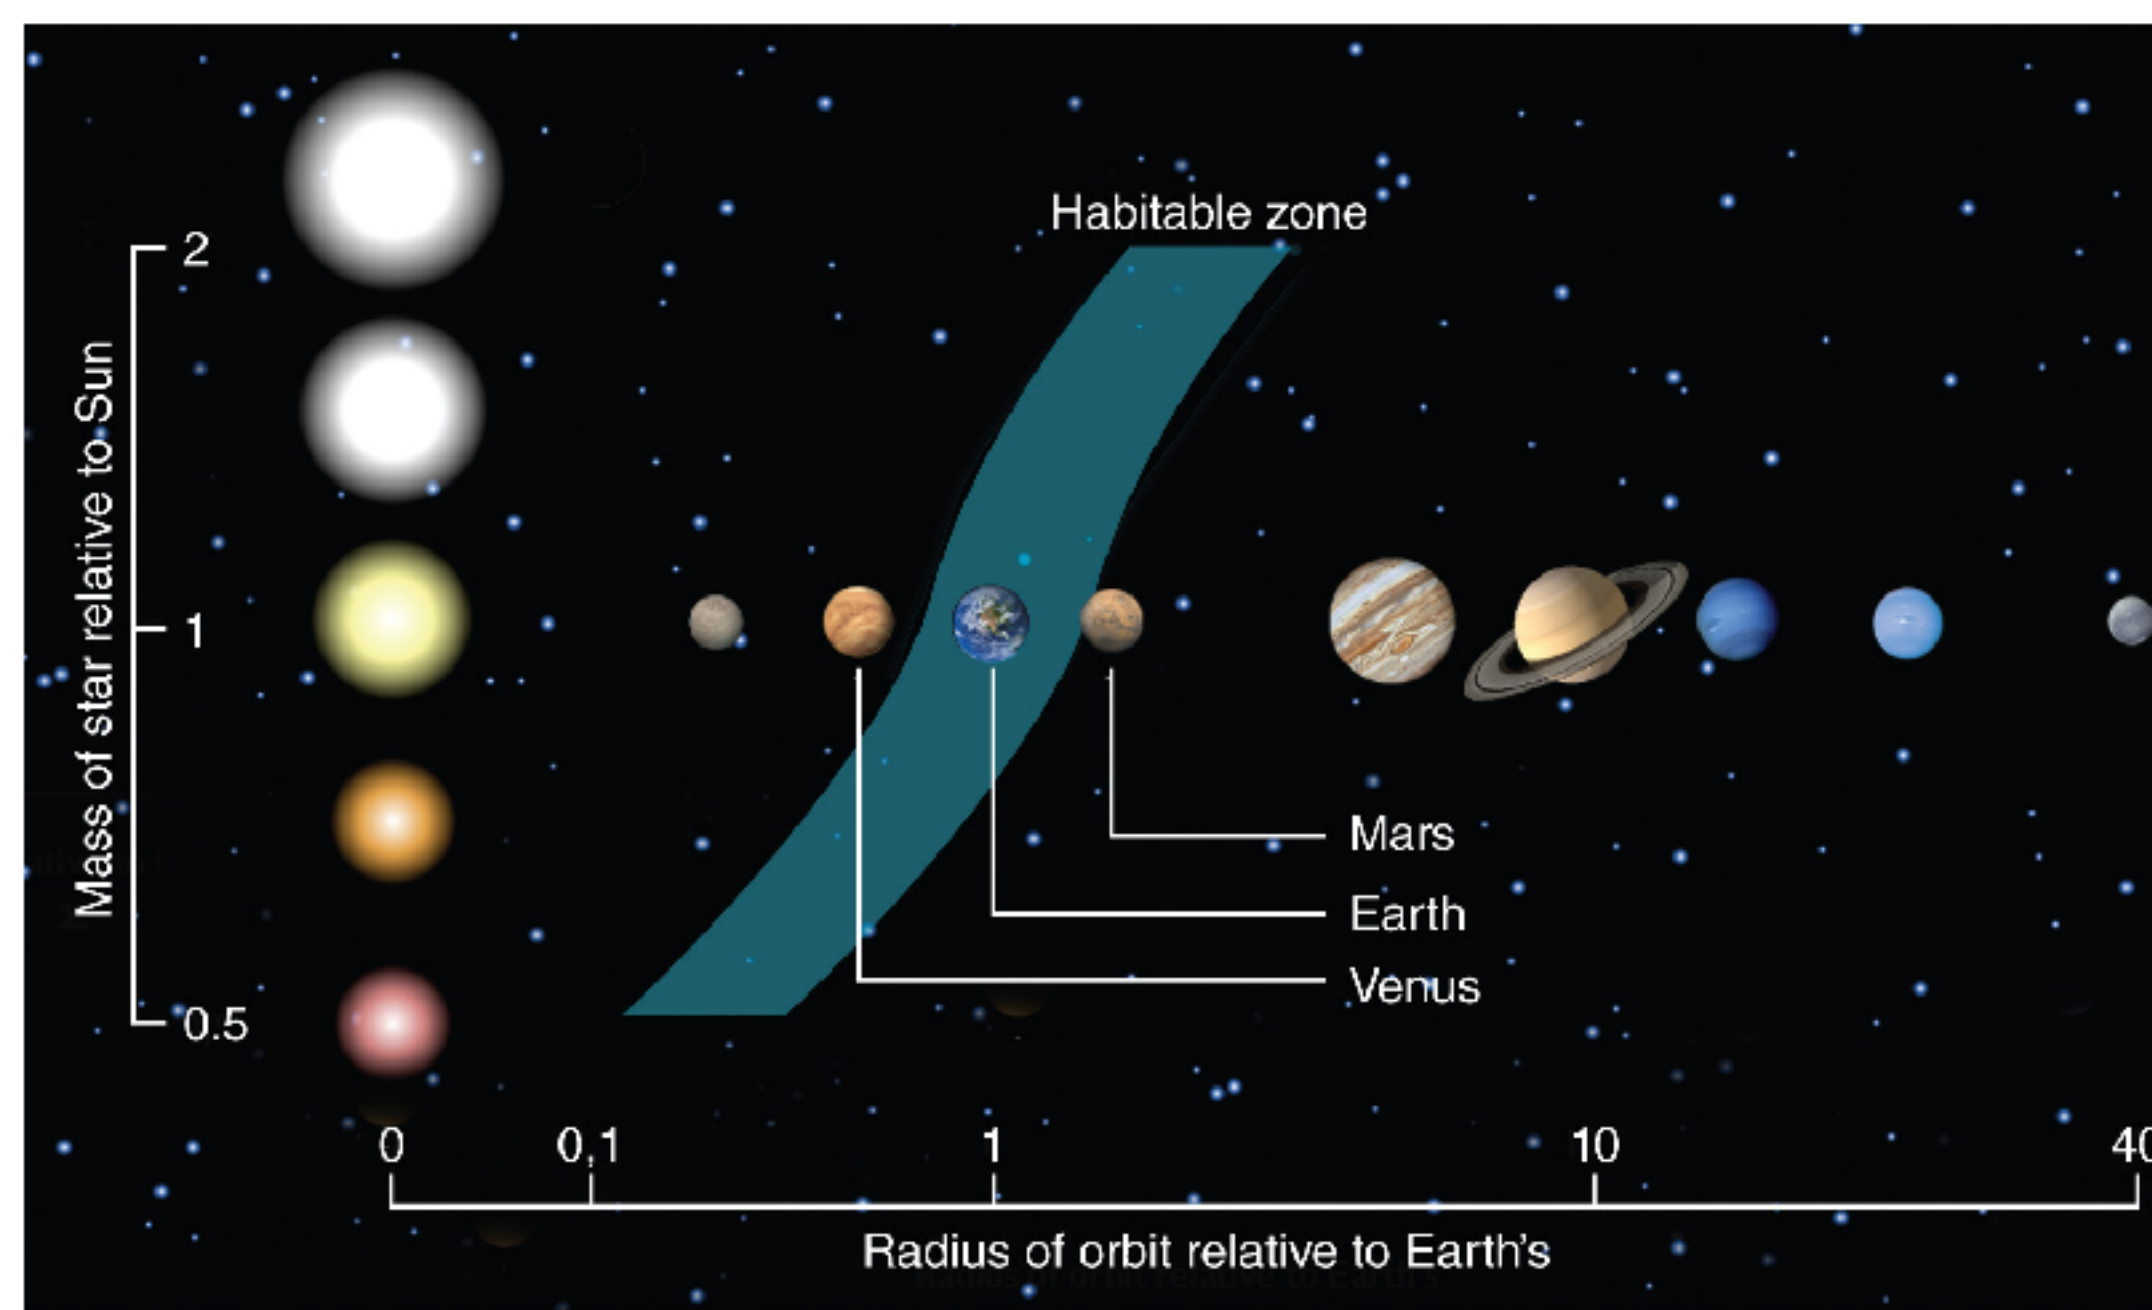 Habitable zone
2
1
0.5
Mass of star relative to Sun
Mars
Earth
Venus
0 0,1 1 10 40
Radius of orbit relative to Earth's